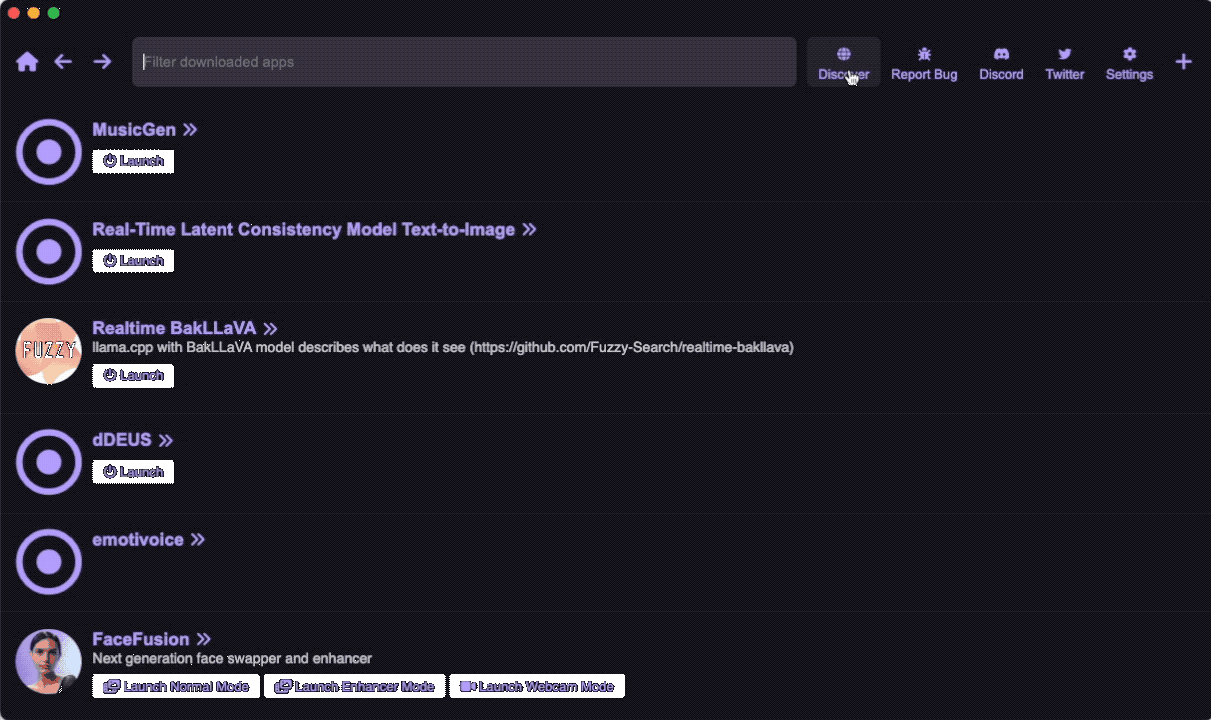 Filter downloaded apps
Discover
Report Bug
Discord
Twitter
Settings
MusicGen
Launch
Real-Time Latent Consistency Model Text-to-Image
Launch
FUZZY
Realtime BakLLaVA
llama.cpp with BakLLaVA model describes what does it see (https://github.com/Fuzzy-Search/realtime-bakllava)
Launch
dDEUS
Launch
emotivoice
FaceFusion
Next generation face swapper and enhancer
Launch Normal Mode
Launch Enhancer Mode
Launch Webcam Mode